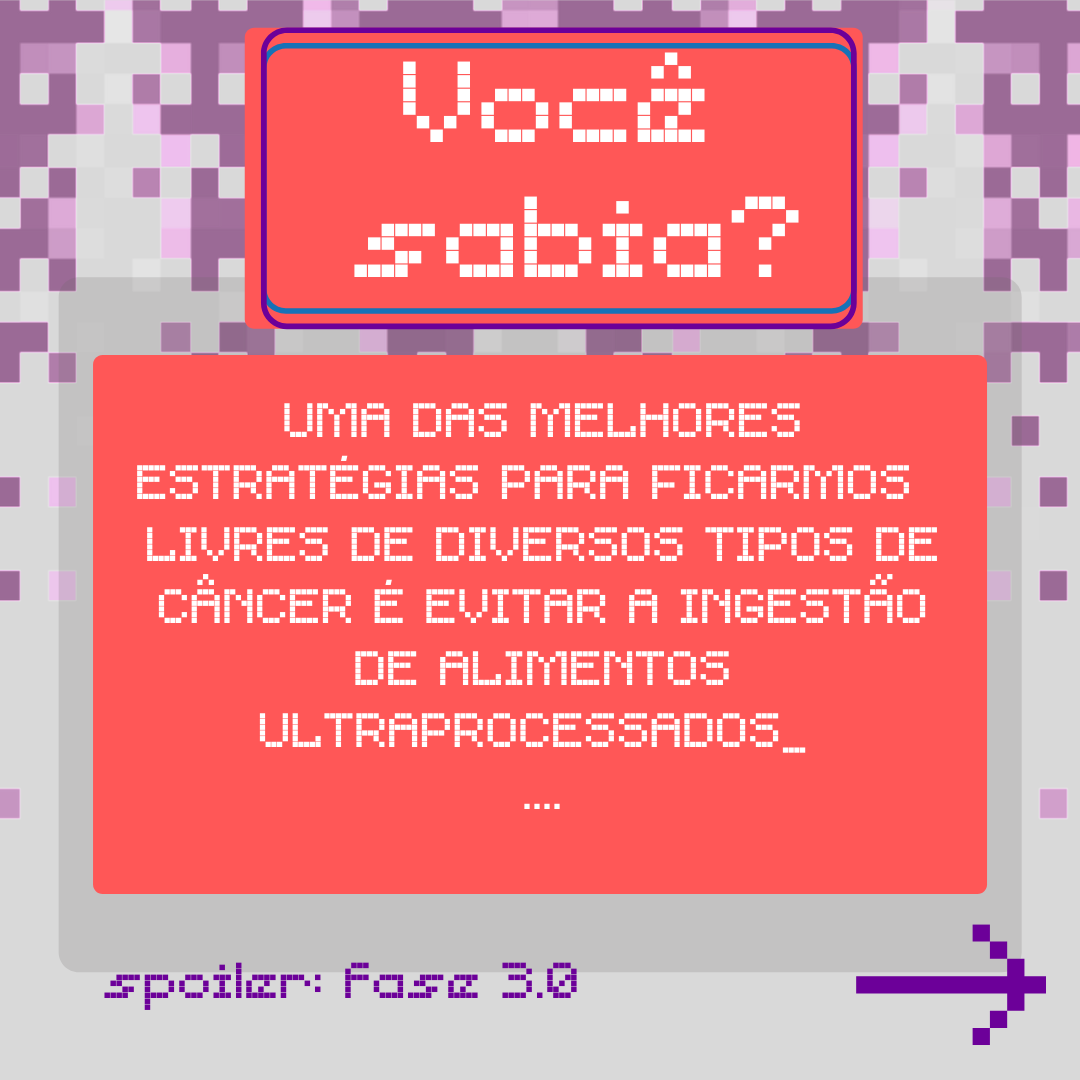 Você
sabia?
UMA DAS MELHORES
ESTRATÉGIAS PARA FICARMOS
LIVRES DE DIVERSOS TIPOS DE
CÂNCER É EVITAR A INGESTÃO
DE ALIMENTOS
ULTRAPROCESSADOS_
....
spoiler: fase 3.0